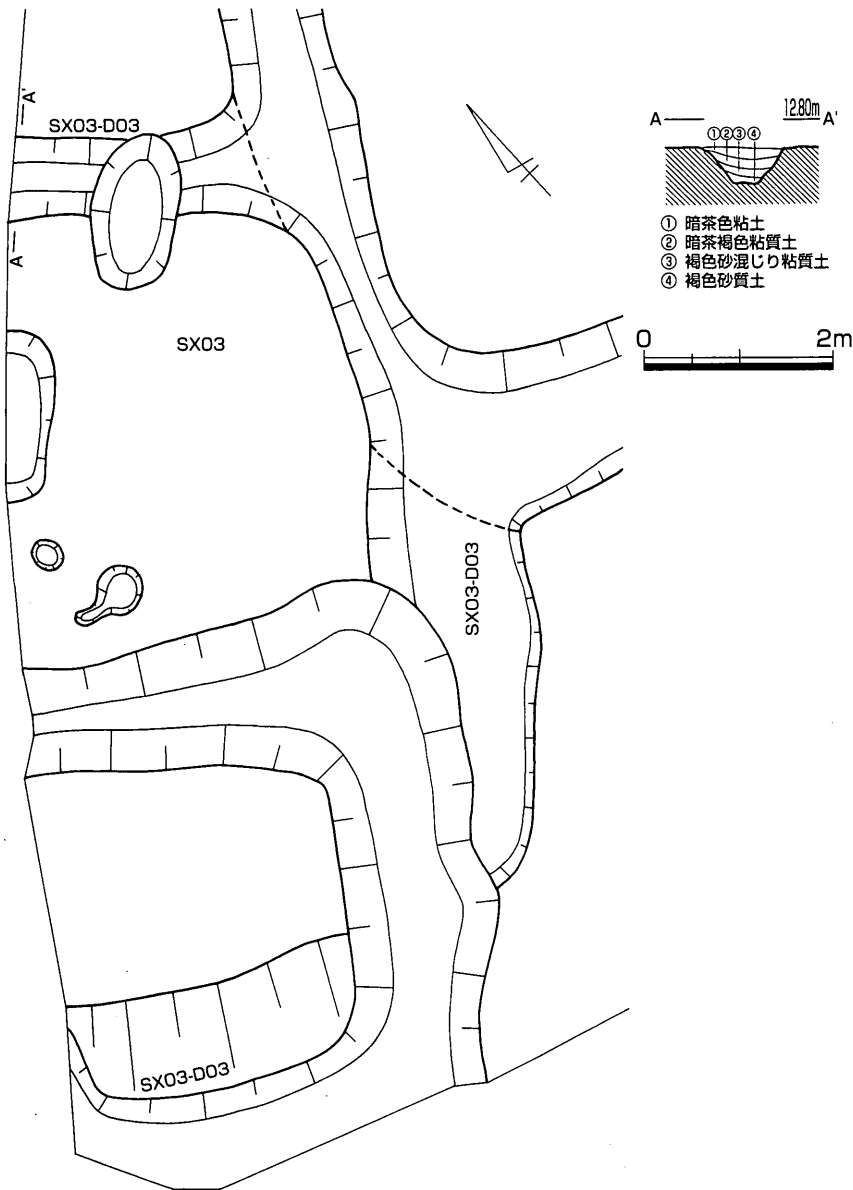 A'
SX03-D03
A
SX03
SX03-D03
SX03-D03
12.80m
A A'
①②③④
① 暗茶色粘土
② 暗茶褐色粘質土
③ 褐色砂混じり粘質土
④ 褐色砂質土
0 2m